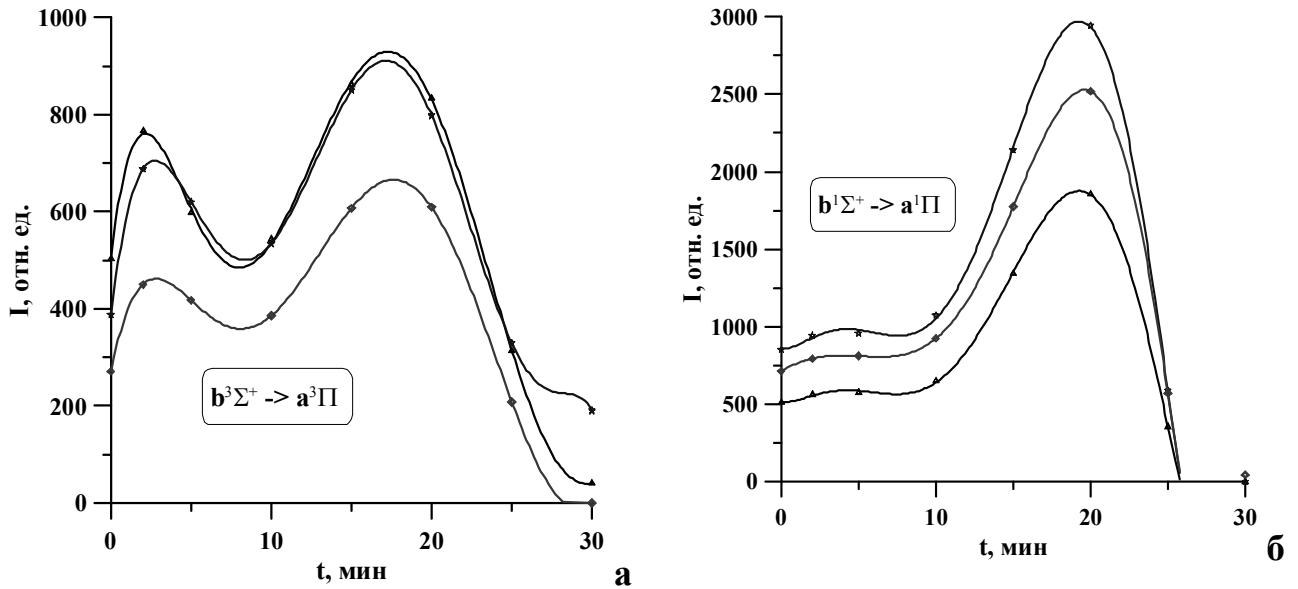 1000
800
600
400
200
0
I, отн. ед.
b³Σ⁺ -> a³Π
0 10 20 30
t, мин
а
3000
2500
2000
1500
1000
500
0
I, отн. ед.
b¹Σ⁺ -> a¹Π
0 10 20 30
t, мин
б